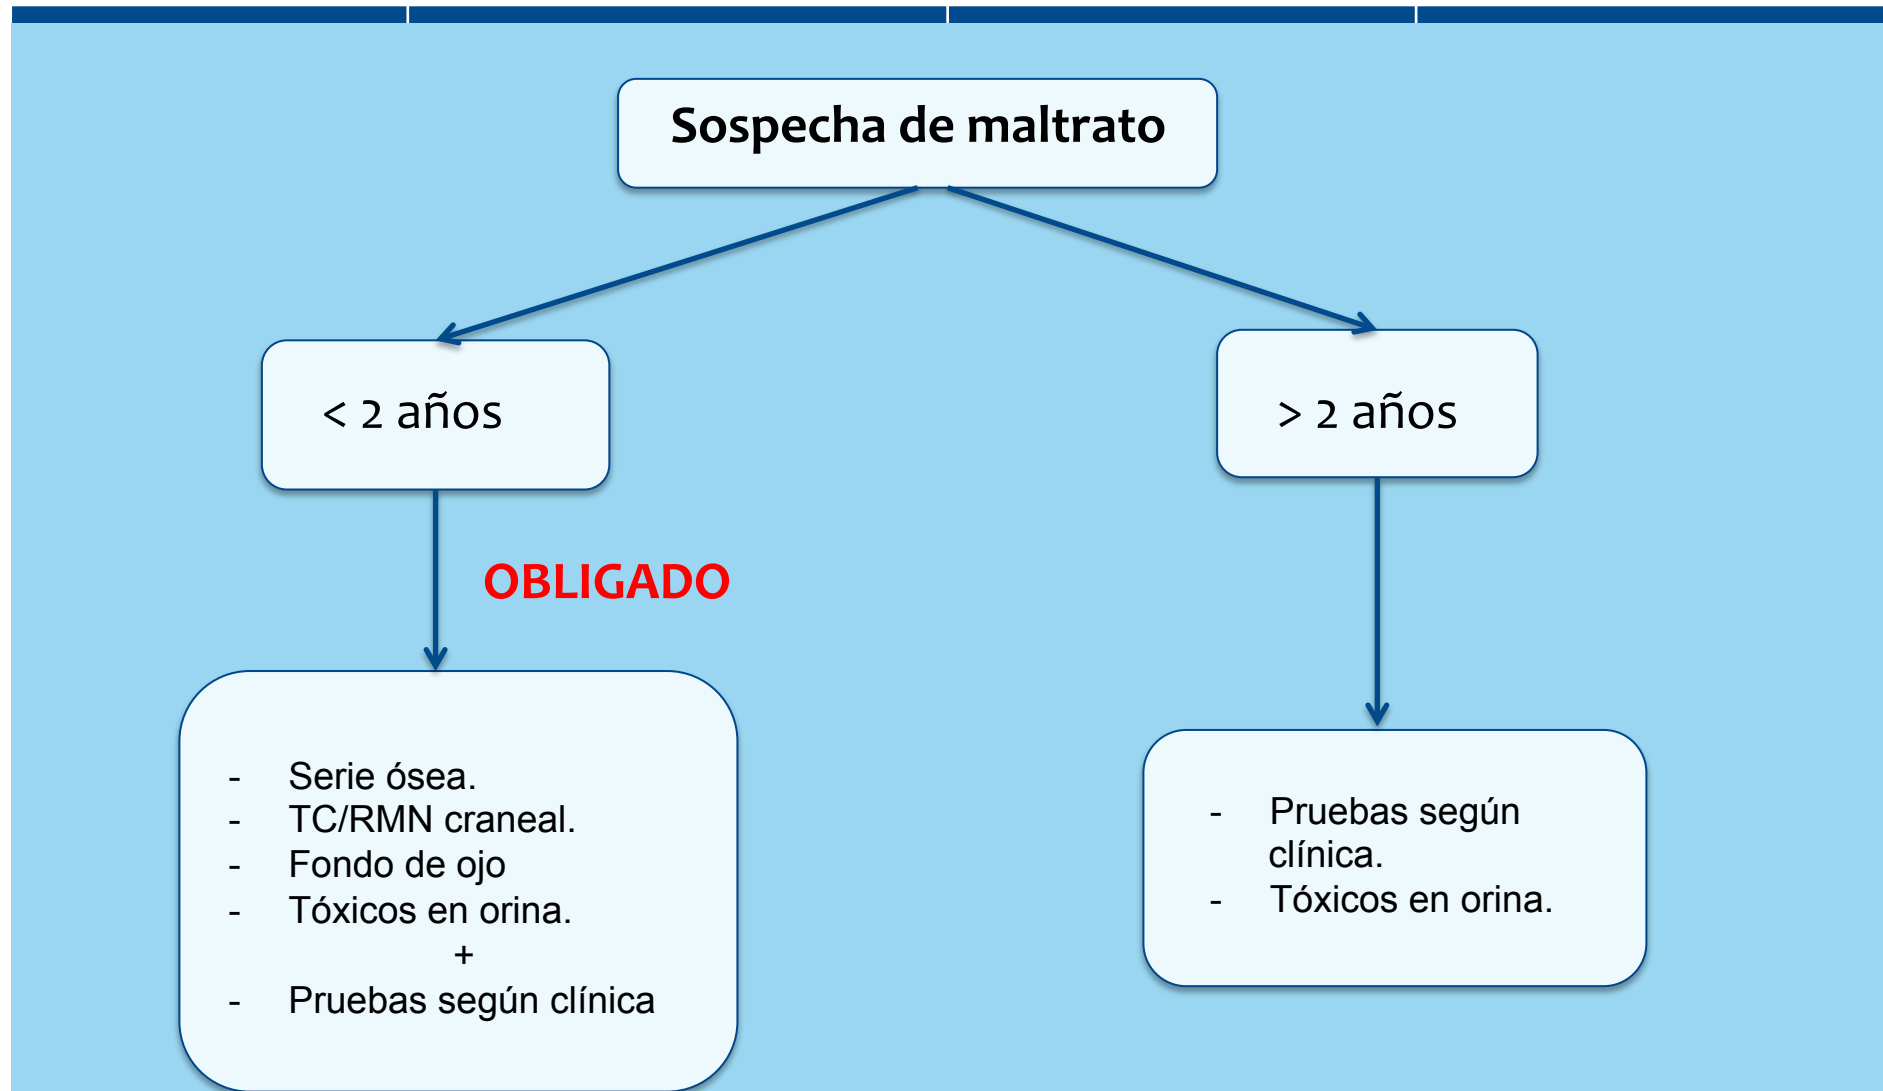 Sospecha de maltrato
< 2 años
> 2 años
OBLIGADO
- Serie ósea.
- TC/RMN craneal.
- Fondo de ojo
- Tóxicos en orina.
+
- Pruebas según clínica
- Pruebas según
clínica.
- Tóxicos en orina.